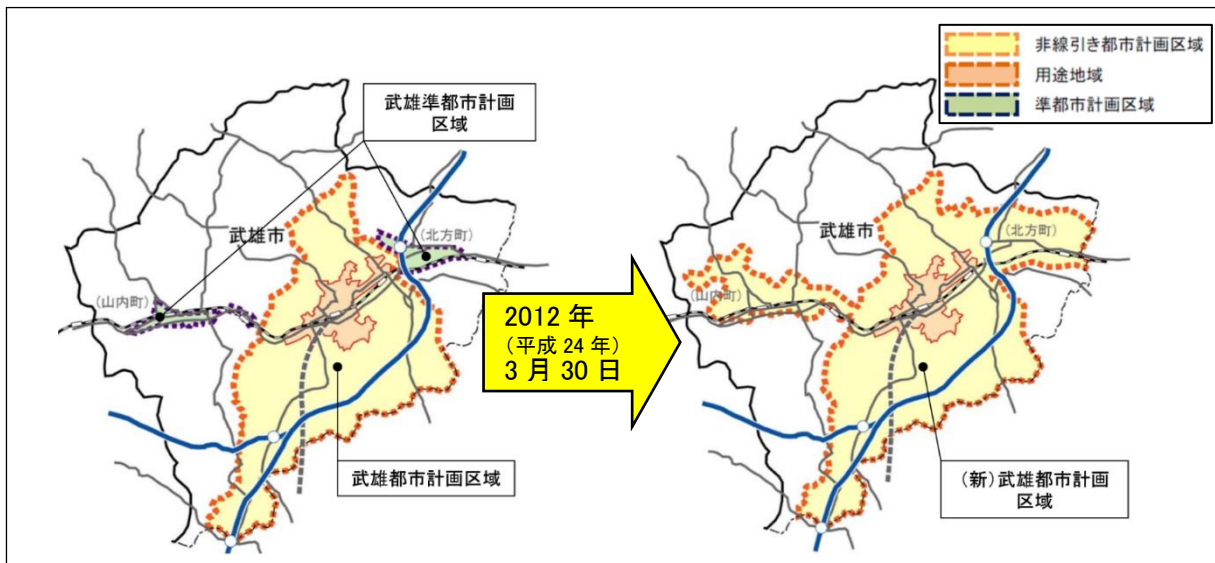 非線引き都市計画区域
用途地域
準都市計画区域
武雄準都市計画
区域
武雄市
(北方町)
(山内町)
武雄都市計画区域
2012 年
(平成 24 年)
3 月 30 日
武雄市
(北方町)
(山内町)
(新)武雄都市計画
区域